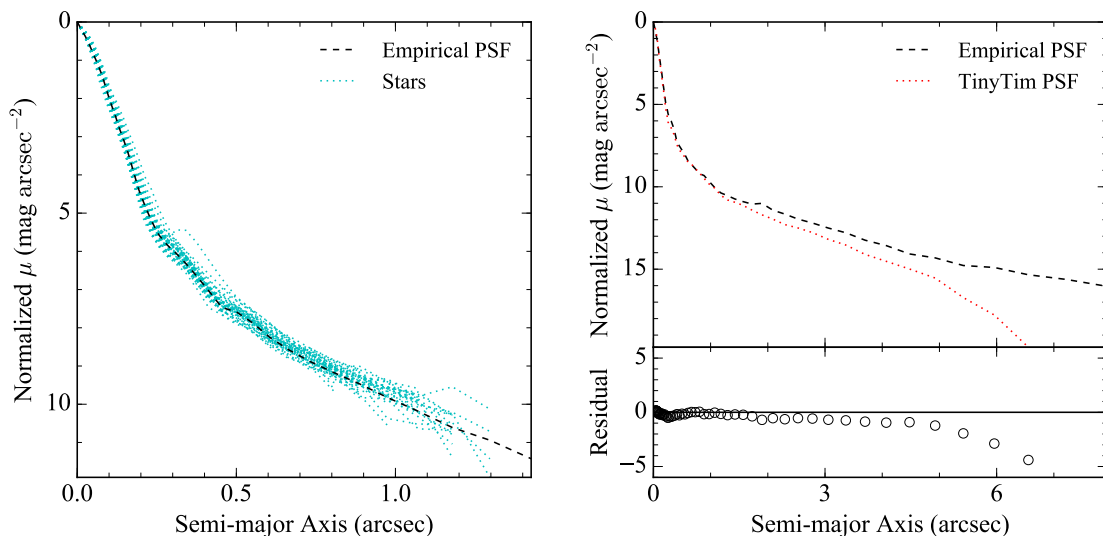 0
5
10
0.0
0.5
1.0
Normalized μ (mag arcsec⁻²)
Semi-major Axis (arcsec)
Empirical PSF
Stars
0
5
10
15
Normalized μ (mag arcsec⁻²)
Empirical PSF
TinyTim PSF
5
0
−5
Residual
0
3
6
Semi-major Axis (arcsec)